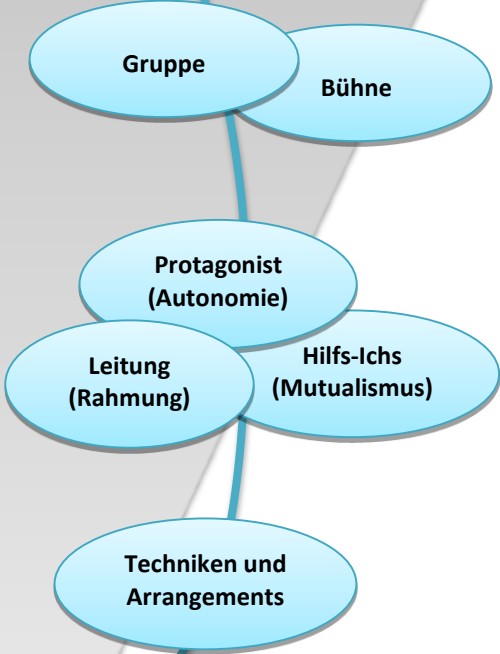 Gruppe
Bühne
Protagonist
(Autonomie)
Leitung
(Rahmung)
Hilfs-Ichs
(Mutualismus)
Techniken und
Arrangements